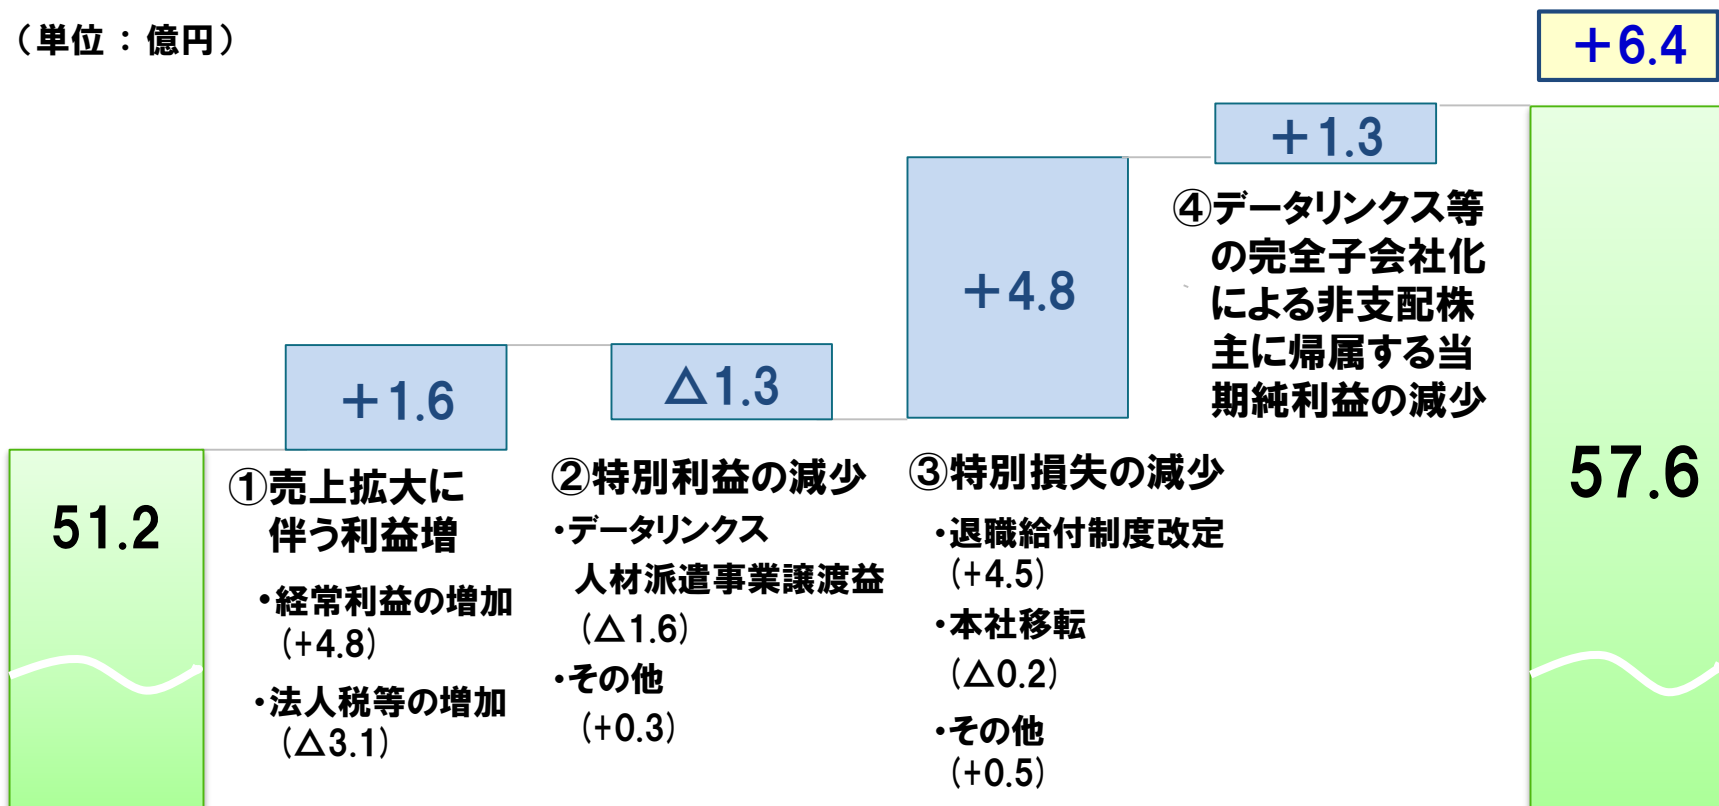 （単位：億円）
＋6.4
＋1.3
④データリンクス等
の完全子会社化
による非支配株
主に帰属する当
期純利益の減少
＋4.8
＋1.6
△1.3
51.2
57.6
①売上拡大に
伴う利益増
・経常利益の増加
(+4.8)
・法人税等の増加
(△3.1)
②特別利益の減少
・データリンクス
人材派遣事業譲渡益
(△1.6)
・その他
(+0.3)
③特別損失の減少
・退職給付制度改定
(+4.5)
・本社移転
(△0.2)
・その他
(+0.5)